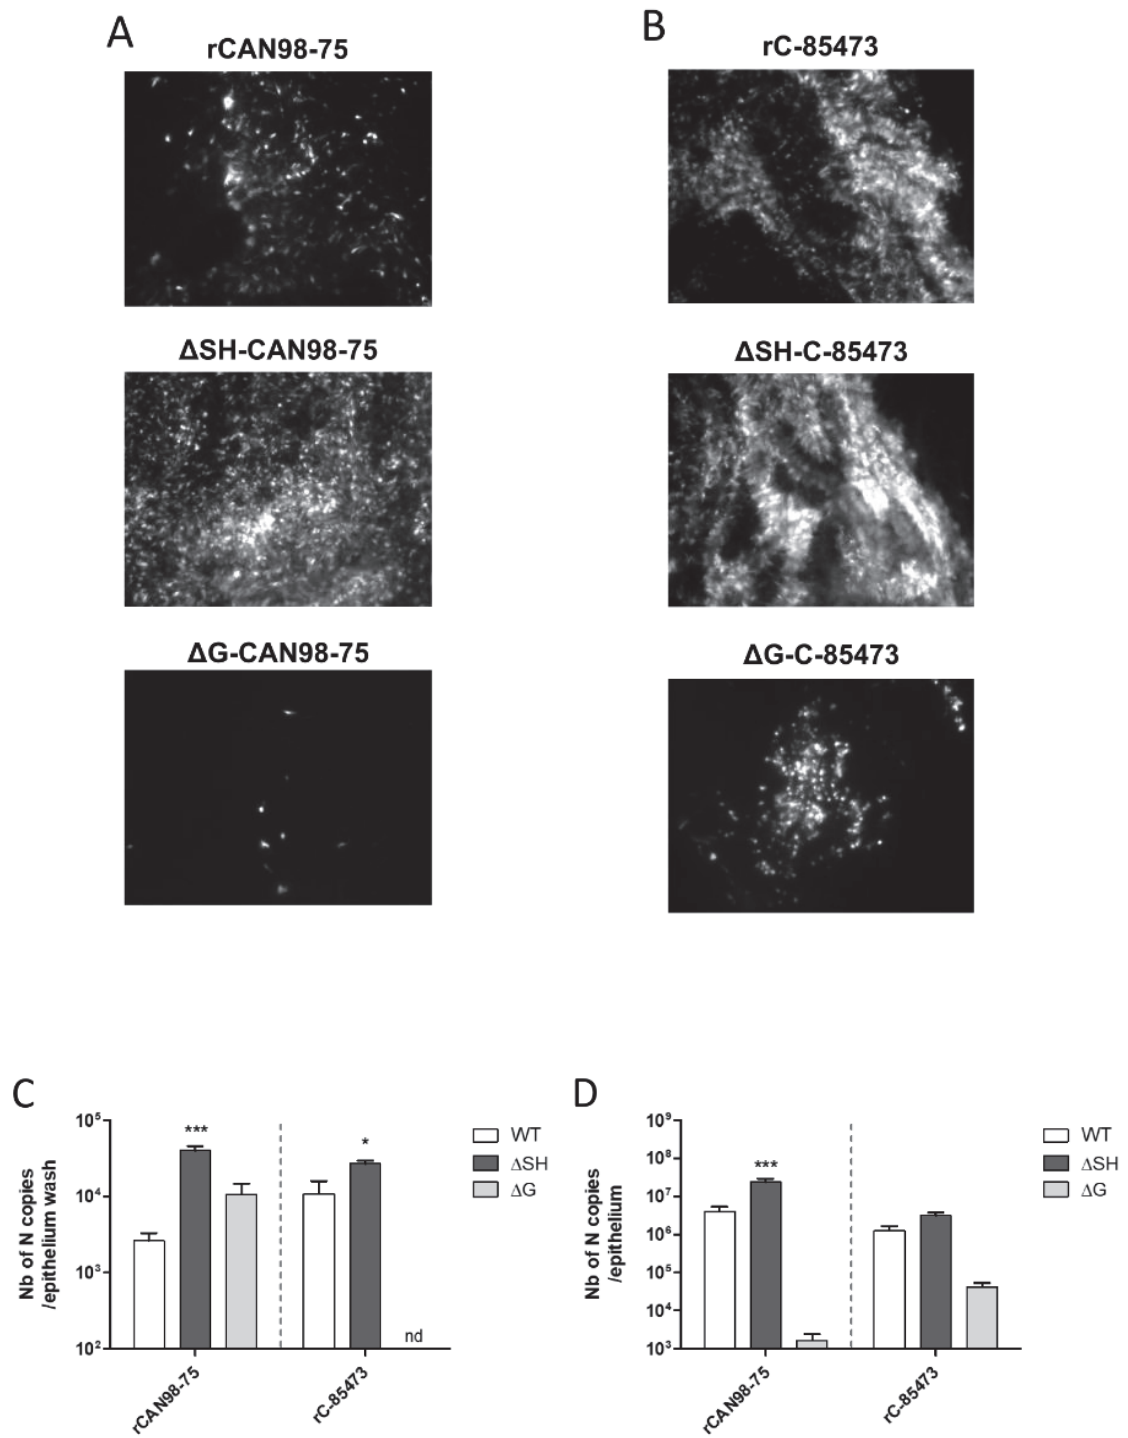 A
rCAN98-75
ΔSH-CAN98-75
ΔG-CAN98-75
B
rC-85473
ΔSH-C-85473
ΔG-C-85473
C
Nb of N copies
/epithelium wash
10⁵
10⁴
10³
10²
***
*
nd
rCAN98-75
rC-85473
WT
ΔSH
ΔG
D
Nb of N copies
/epithelium
10⁹
10⁸
10⁷
10⁶
10⁵
10⁴
10³
***
rCAN98-75
rC-85473
WT
ΔSH
ΔG